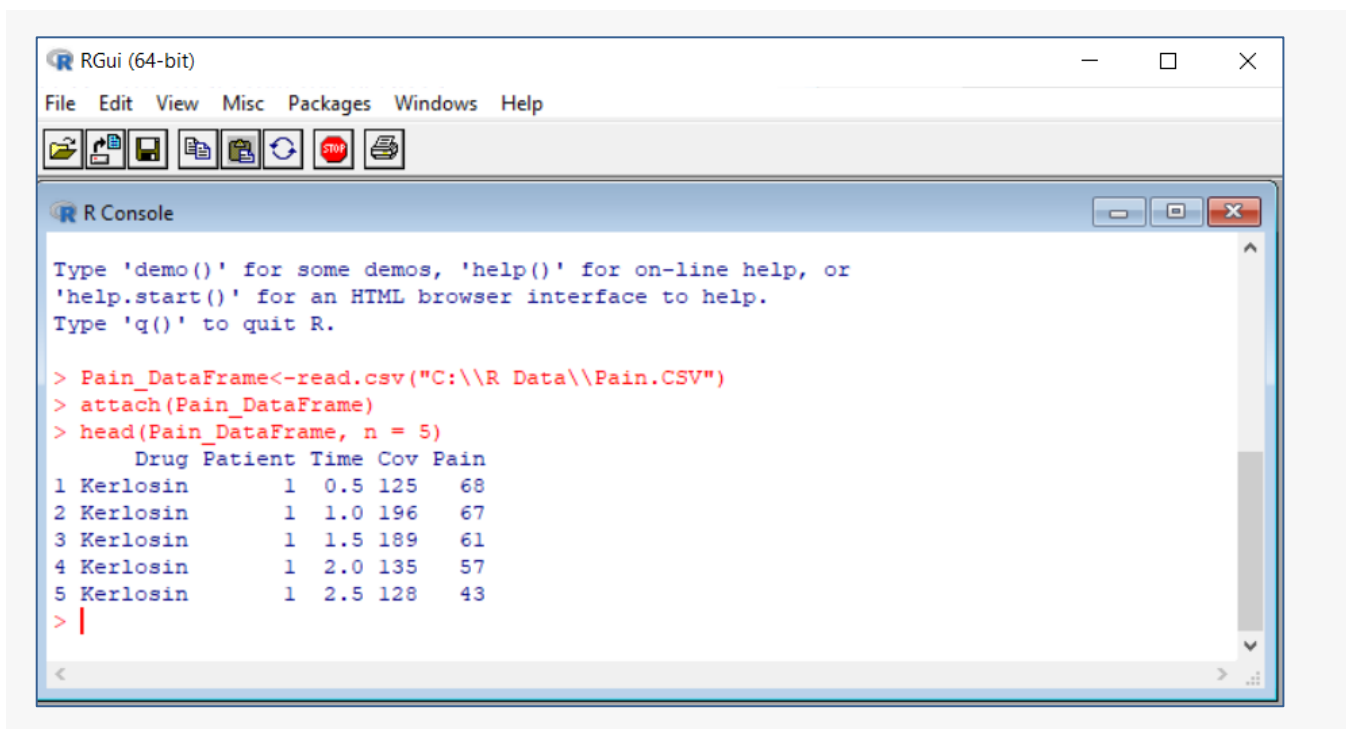 RGui (64-bit)
File Edit View Misc Packages Windows Help
STOP
R Console
Type 'demo()' for some demos, 'help()' for on-line help, or
'help.start()' for an HTML browser interface to help.
Type 'q()' to quit R.
> Pain_DataFrame<-read.csv("C:\\R Data\\Pain.CSV")
> attach(Pain_DataFrame)
> head(Pain_DataFrame, n = 5)
      Drug Patient Time Cov Pain
1 Kerlosin       1  0.5 125   68
2 Kerlosin       1  1.0 196   67
3 Kerlosin       1  1.5 189   61
4 Kerlosin       1  2.0 135   57
5 Kerlosin       1  2.5 128   43
>